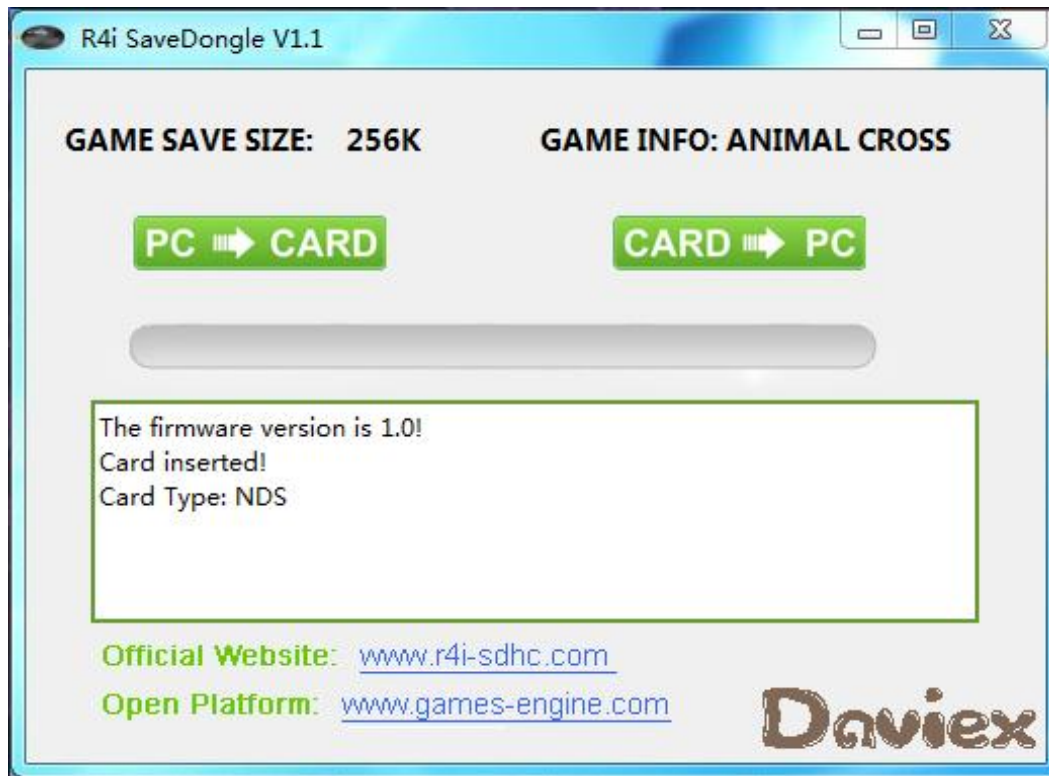 R4i SaveDongle V1.1
GAME SAVE SIZE: 256K GAME INFO: ANIMAL CROSS
PC CARD CARD PC
The firmware version is 1.0!
Card inserted!
Card Type: NDS
Official Website: www.r4i-sdhc.com
Open Platform: www.games-engine.com
Daviex